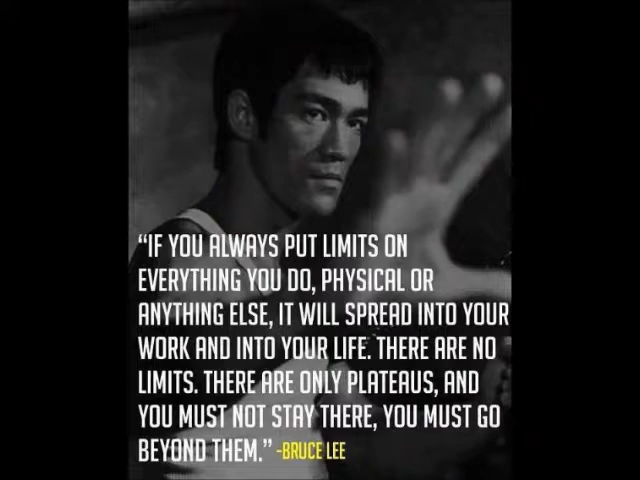 “IF YOU ALWAYS PUT LIMITS ON
EVERYTHING YOU DO, PHYSICAL OR
ANYTHING ELSE, IT WILL SPREAD INTO YOUR
WORK AND INTO YOUR LIFE. THERE ARE NO
LIMITS. THERE ARE ONLY PLATEAUS, AND
YOU MUST NOT STAY THERE, YOU MUST GO
BEYOND THEM.” -BRUCE LEE